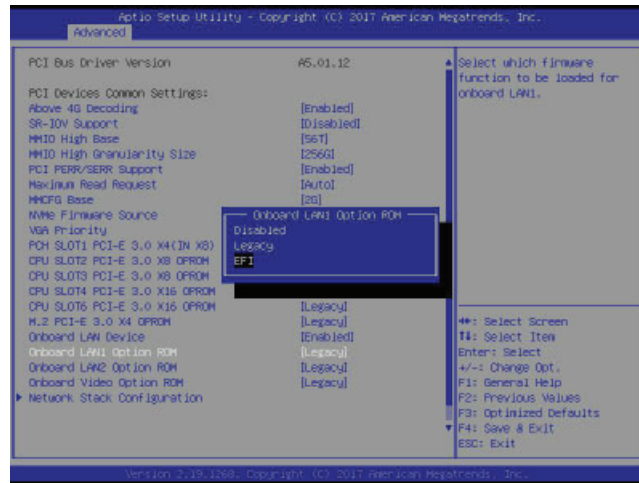 Aptio Setup Utility - Copyright (C) 2017 American Megatrends, Inc.
Advanced
PCI Bus Driver Version A5.01.12
PCI Devices Common Settings:
Above 4G Decoding [Enabled]
SR-IOV Support [Disabled]
MMIO High Base [56T]
MMIO High Granularity Size [256G]
PCI PERR/SERR Support [Enabled]
Maximum Read Request [Auto]
MMCFG Base [2G]
NVMe Firmware Source
VGA Priority
PCH SLOT1 PCI-E 3.0 X4(IN X8)
CPU SLOT2 PCI-E 3.0 X8 OPROM
CPU SLOT3 PCI-E 3.0 X8 OPROM
CPU SLOT4 PCI-E 3.0 X16 OPROM
CPU SLOT6 PCI-E 3.0 X16 OPROM [Legacy]
M.2 PCI-E 3.0 X4 OPROM [Legacy]
Onboard LAN Device [Enabled]
Onboard LAN1 Option ROM [Legacy]
Onboard LAN2 Option ROM [Legacy]
Onboard Video Option ROM [Legacy]
Network Stack Configuration
Onboard LAN1 Option ROM
Disabled
Legacy
EFI
Select which firmware
function to be loaded for
onboard LAN1.
: Select Screen
: Select Item
Enter: Select
+/-: Change Opt.
F1: General Help
F2: Previous Values
F3: Optimized Defaults
F4: Save & Exit
ESC: Exit
Version 2.19.1268. Copyright (C) 2017 American Megatrends, Inc.